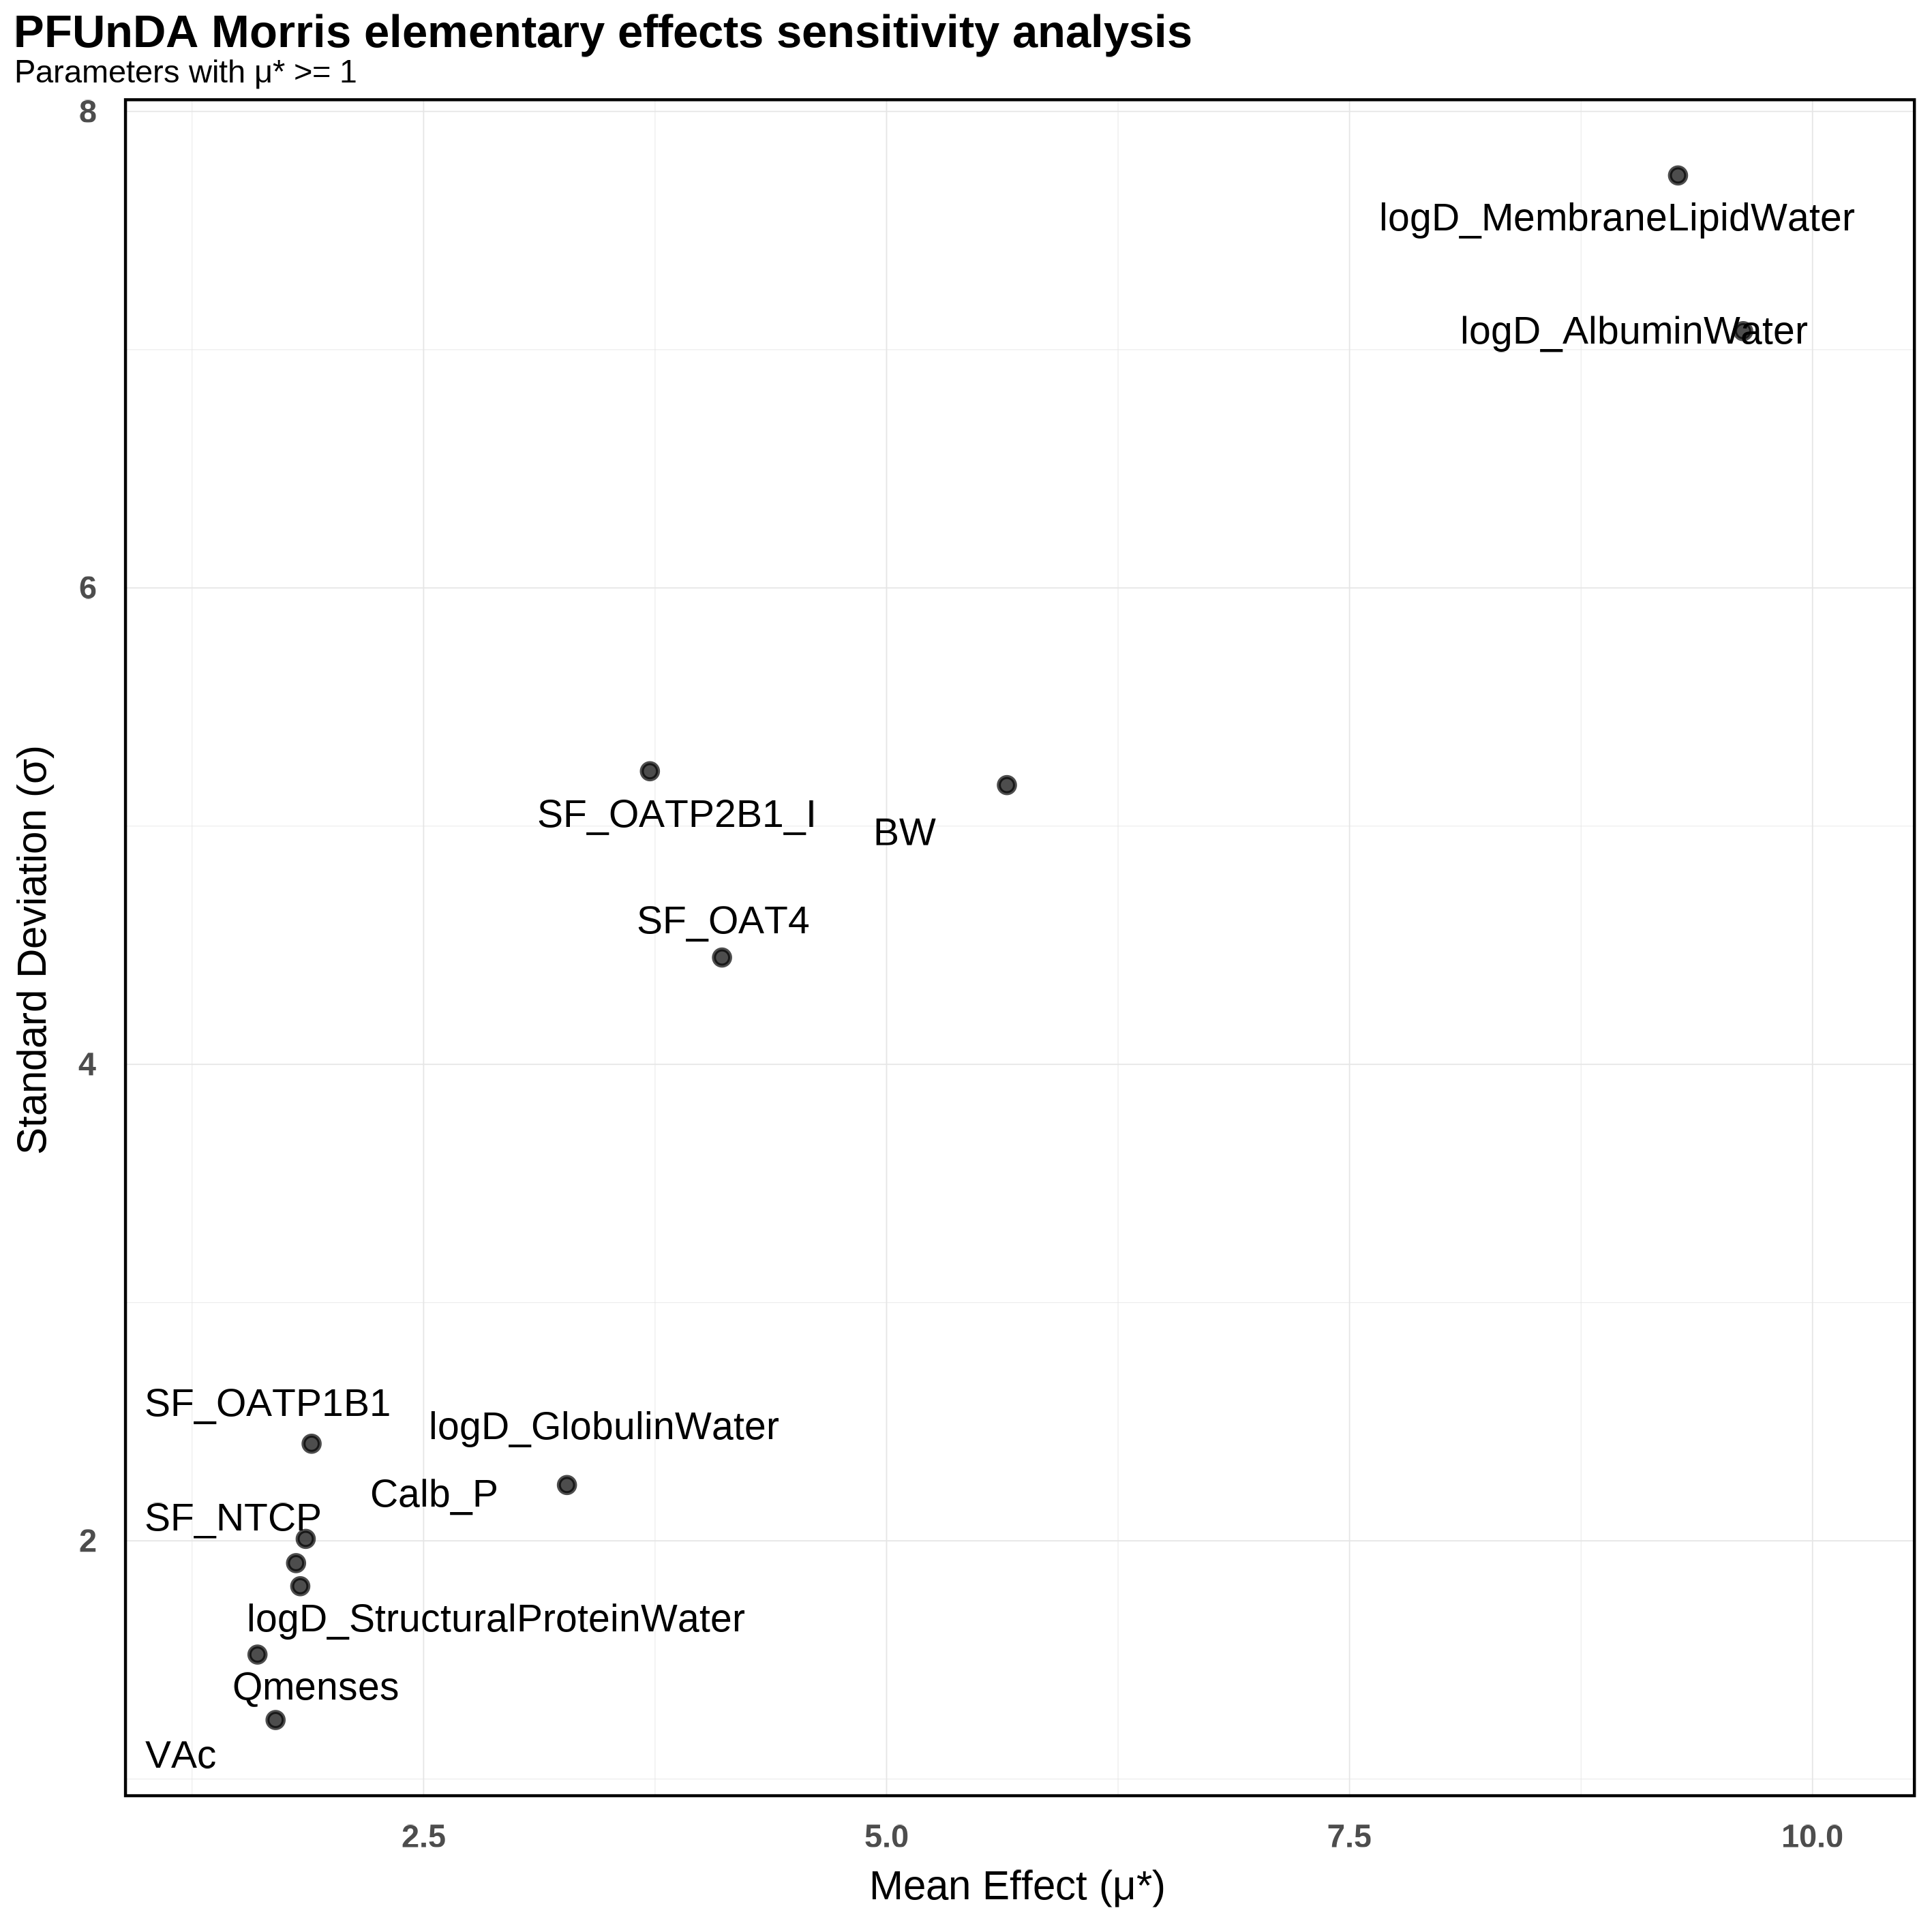 PFUnDA Morris elementary effects sensitivity analysis
Parameters with μ* >= 1
8
logD_MembraneLipidWater
logD_AlbuminWater
6
SF_OATP2B1_I
BW
SF_OAT4
Standard Deviation (σ)
4
SF_OATP1B1
logD_GlobulinWater
Calb_P
SF_NTCP
2
logD_StructuralProteinWater
Qmenses
VAc
2.5 5.0 7.5 10.0
Mean Effect (μ*)